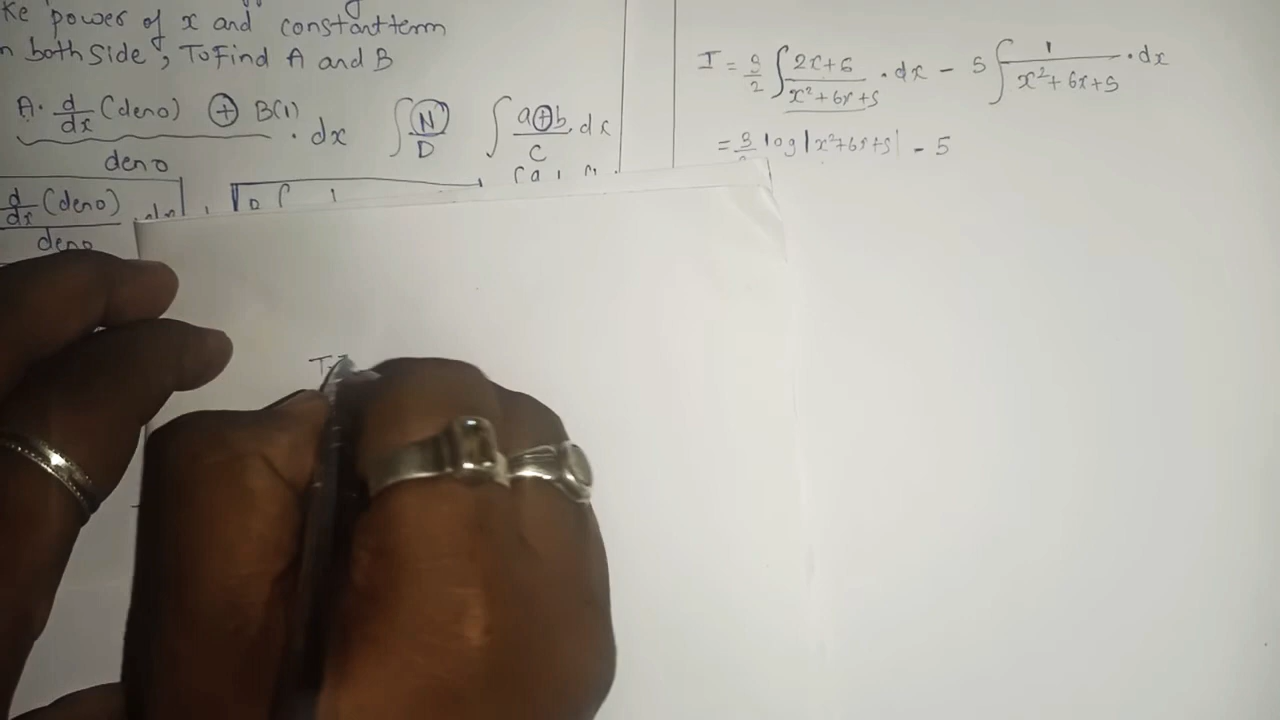 ke power of x and constant term
n both side, To Find A and B
A. d/dx (deno) + B(1) / deno . dx ∫ N/D ∫ a+b/C . dx
d/dx (deno) / deno
I = 3/2 ∫ 2x+6 / x²+6x+5 . dx - 5 ∫ 1 / x²+6x+5 . dx
= 3/2 log|x²+6x+5| - 5